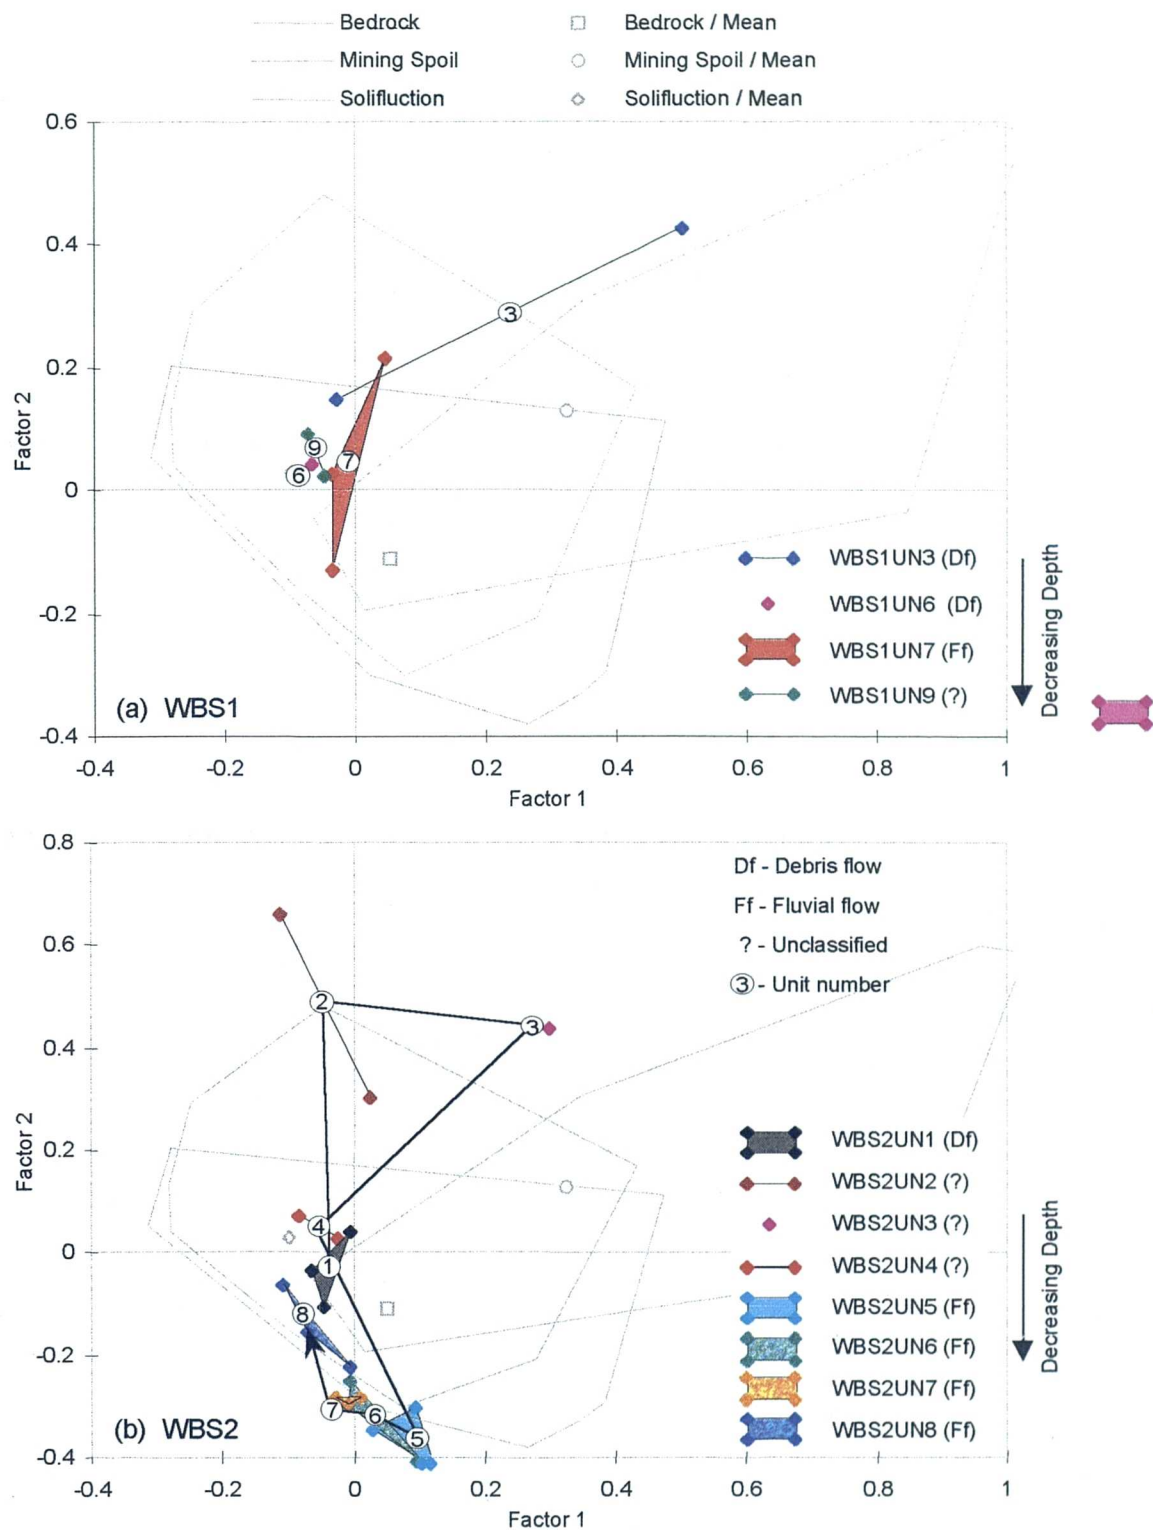 Bedrock Bedrock / Mean
Mining Spoil Mining Spoil / Mean
Solifluction Solifluction / Mean
0.6
0.4
0.2
0
-0.2
-0.4
Factor 2
3
7
9
6
WBS1UN3 (Df)
WBS1UN6 (Df)
WBS1UN7 (Ff)
WBS1UN9 (?)
Decreasing Depth
(a) WBS1
-0.4 -0.2 0 0.2 0.4 0.6 0.8 1
Factor 1
0.8
0.6
0.4
0.2
0
-0.2
-0.4
Factor 2
Df - Debris flow
Ff - Fluvial flow
? - Unclassified
3 - Unit number
2
3
4
1
8
7
6
5
WBS2UN1 (Df)
WBS2UN2 (?)
WBS2UN3 (?)
WBS2UN4 (?)
WBS2UN5 (Ff)
WBS2UN6 (Ff)
WBS2UN7 (Ff)
WBS2UN8 (Ff)
Decreasing Depth
(b) WBS2
-0.4 -0.2 0 0.2 0.4 0.6 0.8 1
Factor 1